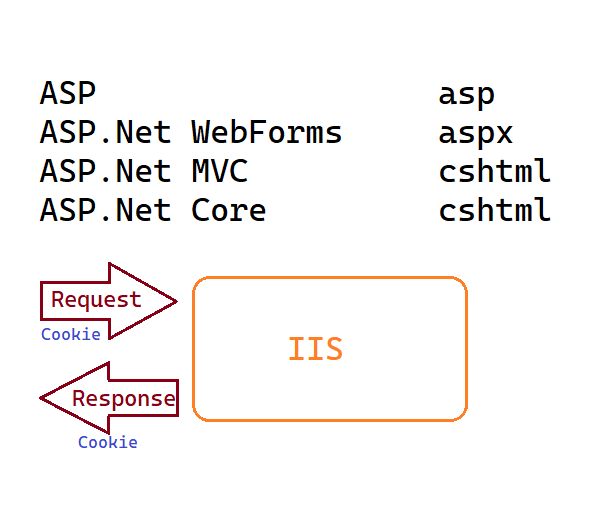 ASP asp
ASP.Net WebForms aspx
ASP.Net MVC cshtml
ASP.Net Core cshtml
Request
Cookie
IIS
Response
Cookie